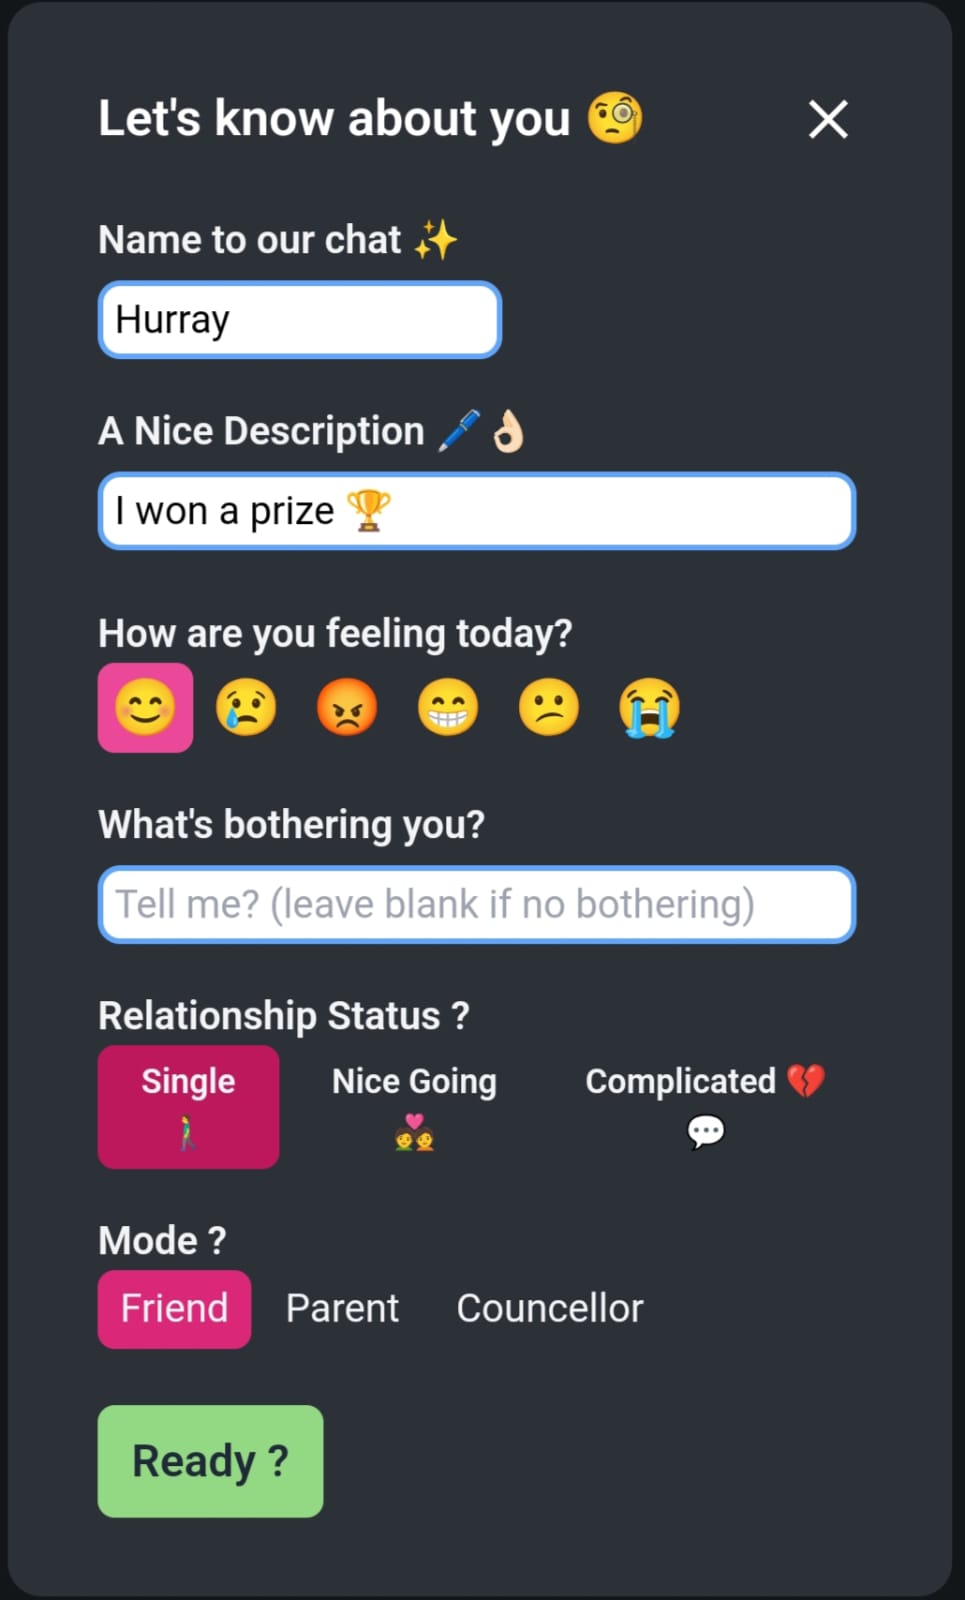 Let's know about you 🧐
Name to our chat ✨
Hurray
A Nice Description 🖊️👌🏻
I won a prize 🏆
How are you feeling today?
😊 😢 😡 😁 😕 😭
What's bothering you?
Tell me? (leave blank if no bothering)
Relationship Status ?
Single Nice Going Complicated 💔
🚶‍♂️ 💑 💬
Mode ?
Friend Parent Councellor
Ready ?